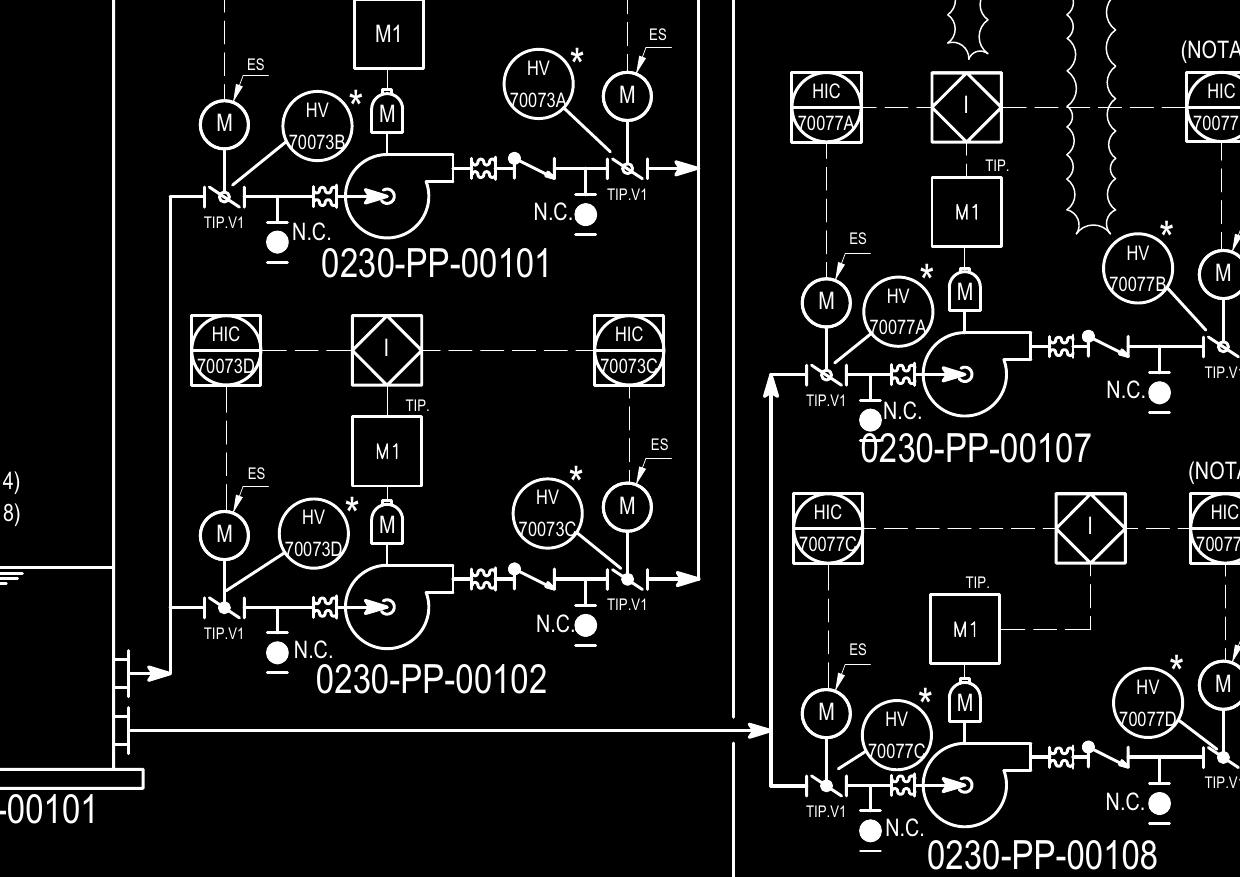 M1
ES
M
HV
70073B
*
M
HV
70073A
*
ES
M
TIP.V1
N.C.
N.C.
TIP.V1
0230-PP-00101
HIC
70073D
I
HIC
70073C
TIP.
M1
ES
M
HV
70073D
*
M
HV
70073C
*
ES
M
TIP.V1
N.C.
N.C.
TIP.V1
0230-PP-00102
4)
8)
-00101
(NOTA
HIC
70077A
I
HIC
70077
TIP.
M1
ES
M
HV
70077A
*
M
HV
70077B
*
M
TIP.V1
N.C.
N.C.
TIP.V1
0230-PP-00107
(NOTA
HIC
70077C
I
HIC
70077
TIP.
M1
ES
M
HV
70077C
*
M
HV
70077D
*
M
TIP.V1
N.C.
N.C.
TIP.V1
0230-PP-00108